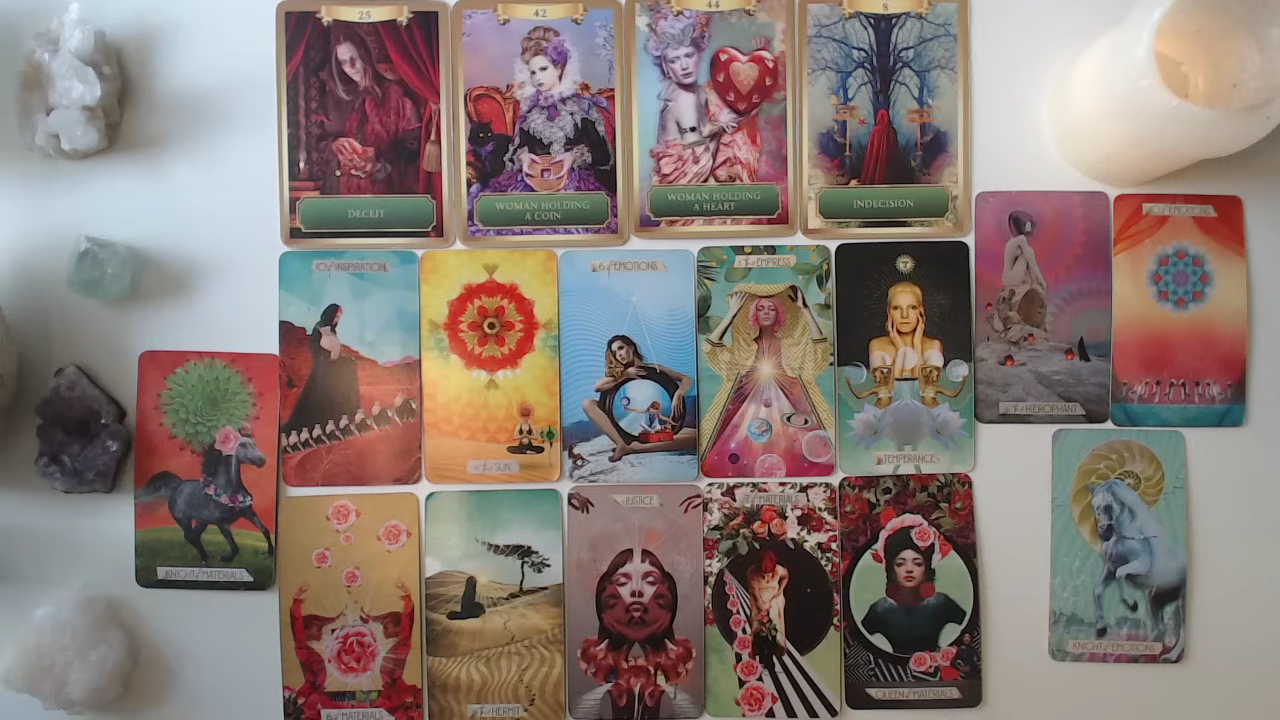 25
42
44
8
DECEIT
WOMAN HOLDING
A COIN
WOMAN HOLDING
A HEART
INDECISION
10 of INSPIRATION
The SUN
6 of EMOTIONS
The EMPRESS
TEMPERANCE
The HIEROPHANT
10 of EMOTIONS
KNIGHT of MATERIALS
6 of MATERIALS
The HERMIT
JUSTICE
7 of MATERIALS
QUEEN of MATERIALS
KNIGHT of EMOTIONS